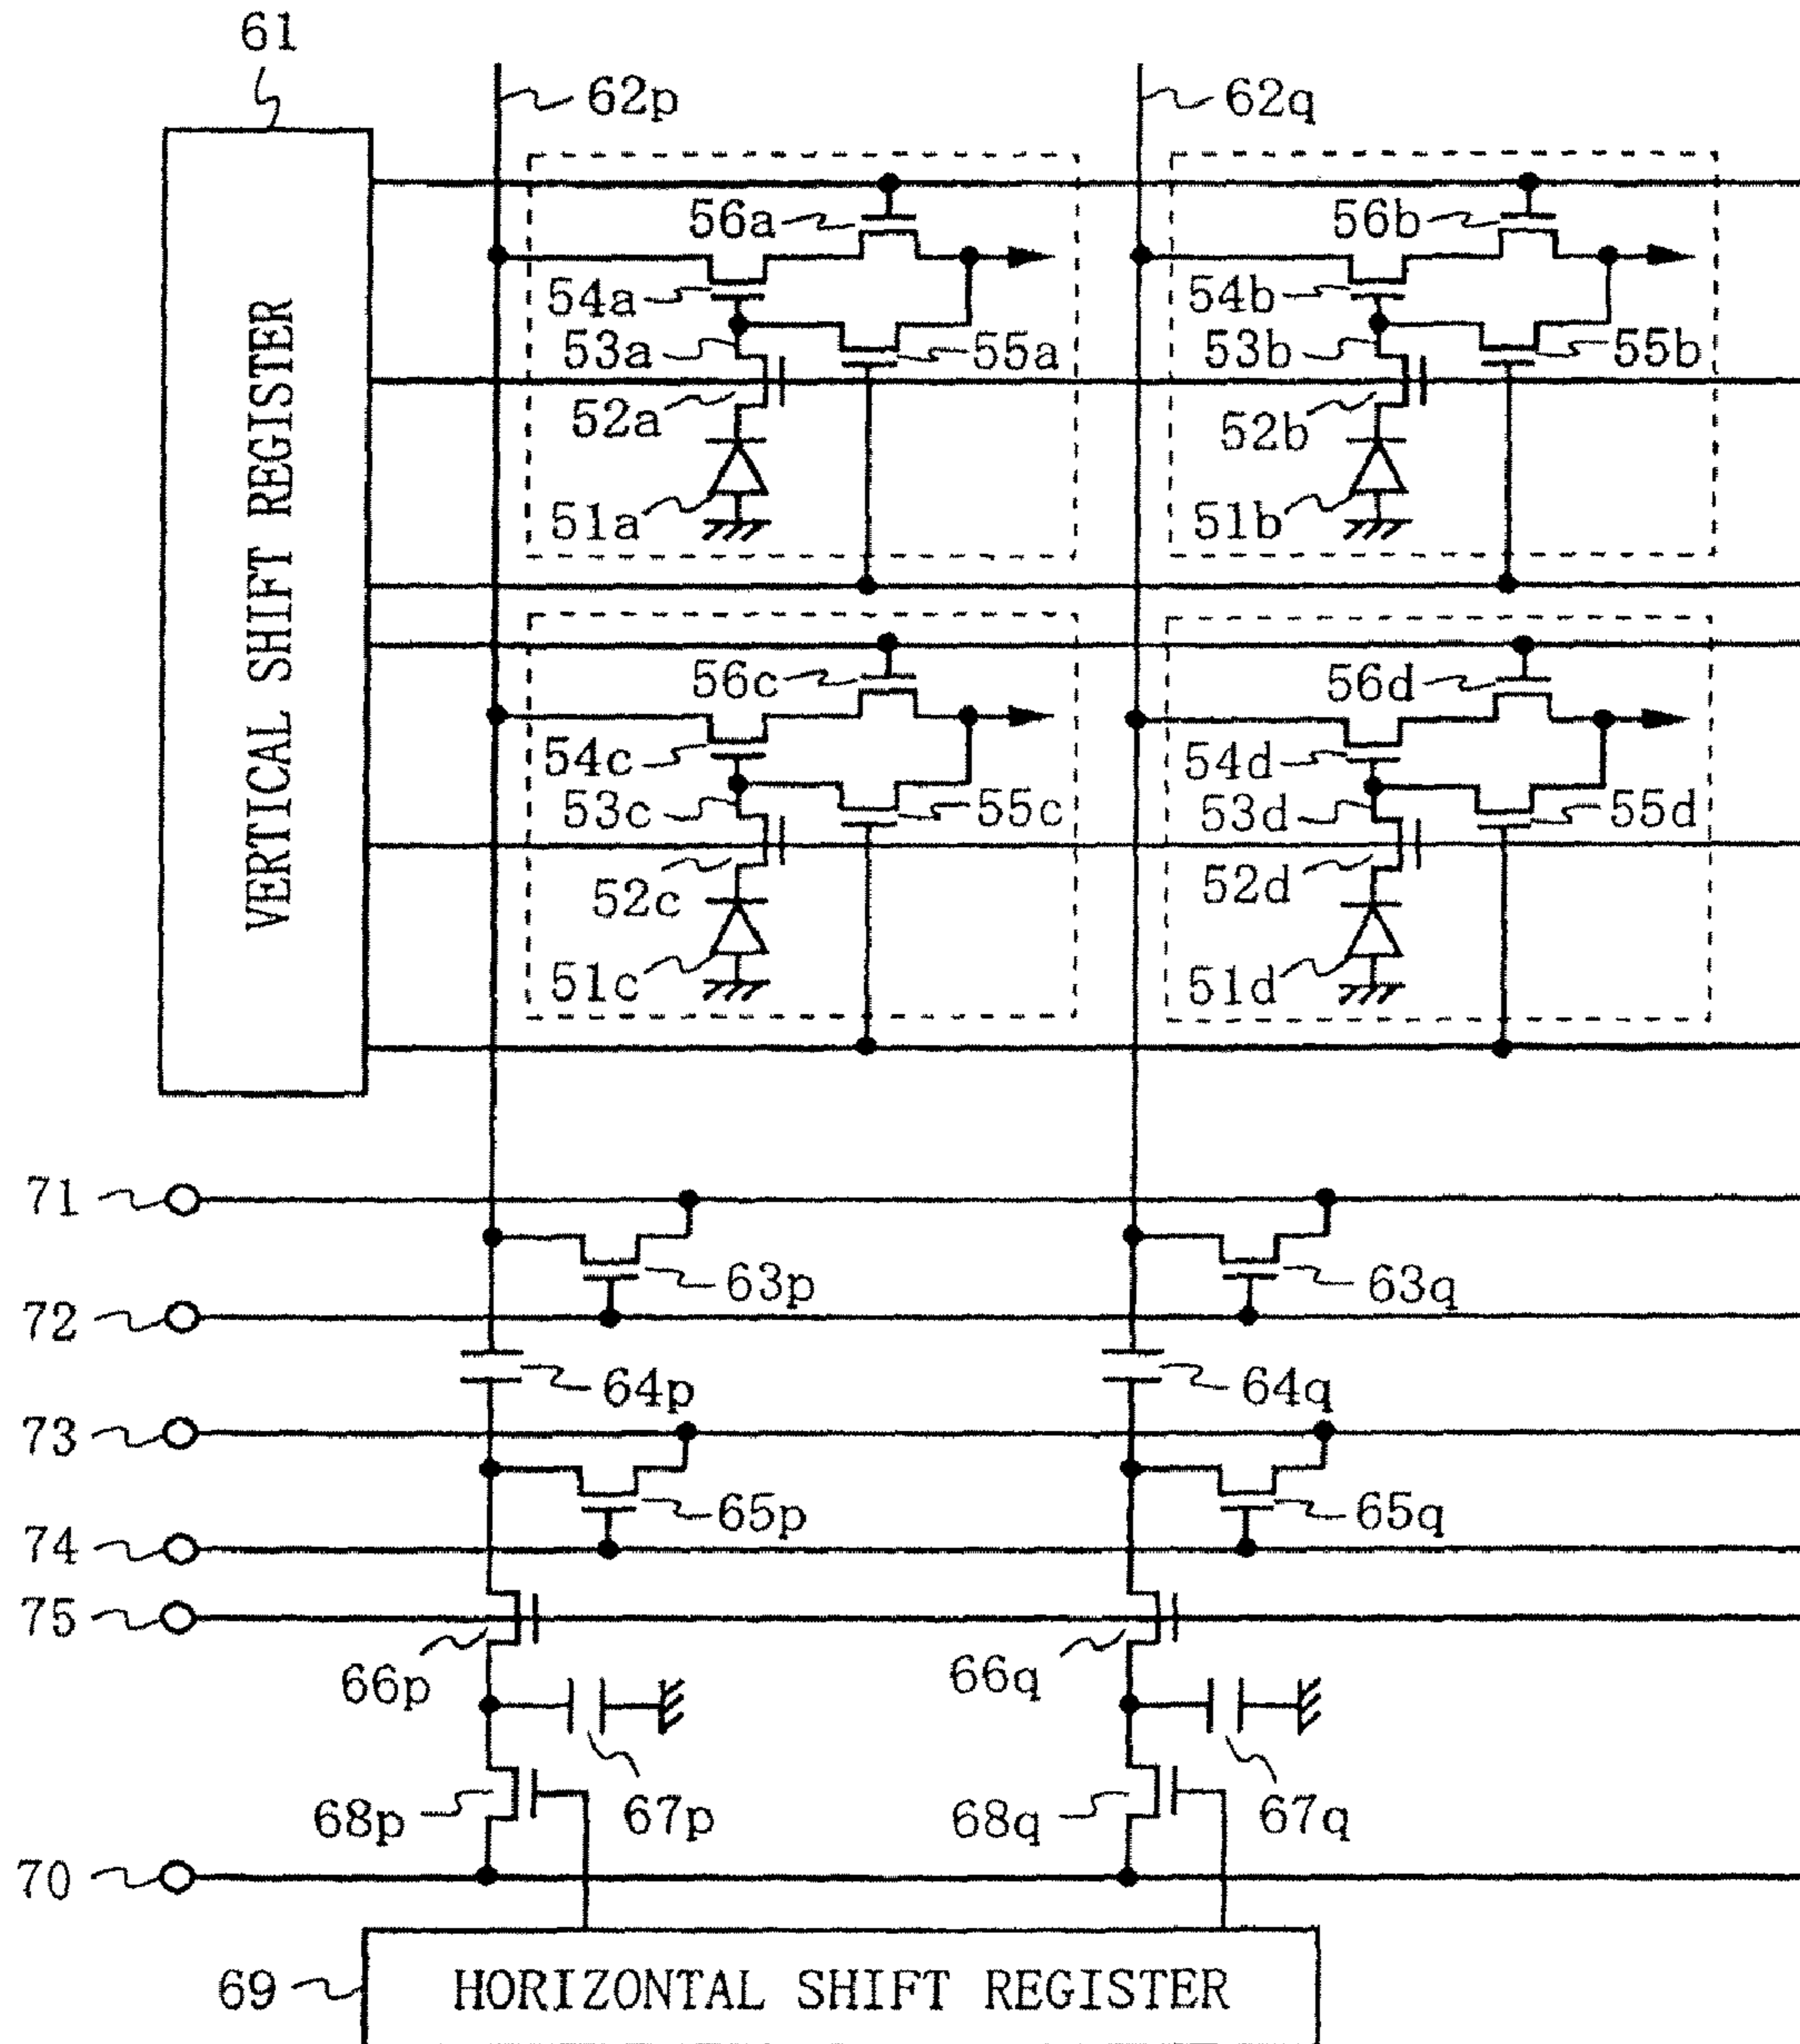 61
62p
62q
56a
56b
54a
54b
53a
55a
53b
55b
52a
52b
51a
51b
VERTICAL SHIFT REGISTER
56c
56d
54c
54d
53c
55c
53d
55d
52c
52d
51c
51d
71
63p
63q
72
64p
64q
73
65p
65q
74
75
66p
66q
68p
67p
68q
67q
70
69
HORIZONTAL SHIFT REGISTER